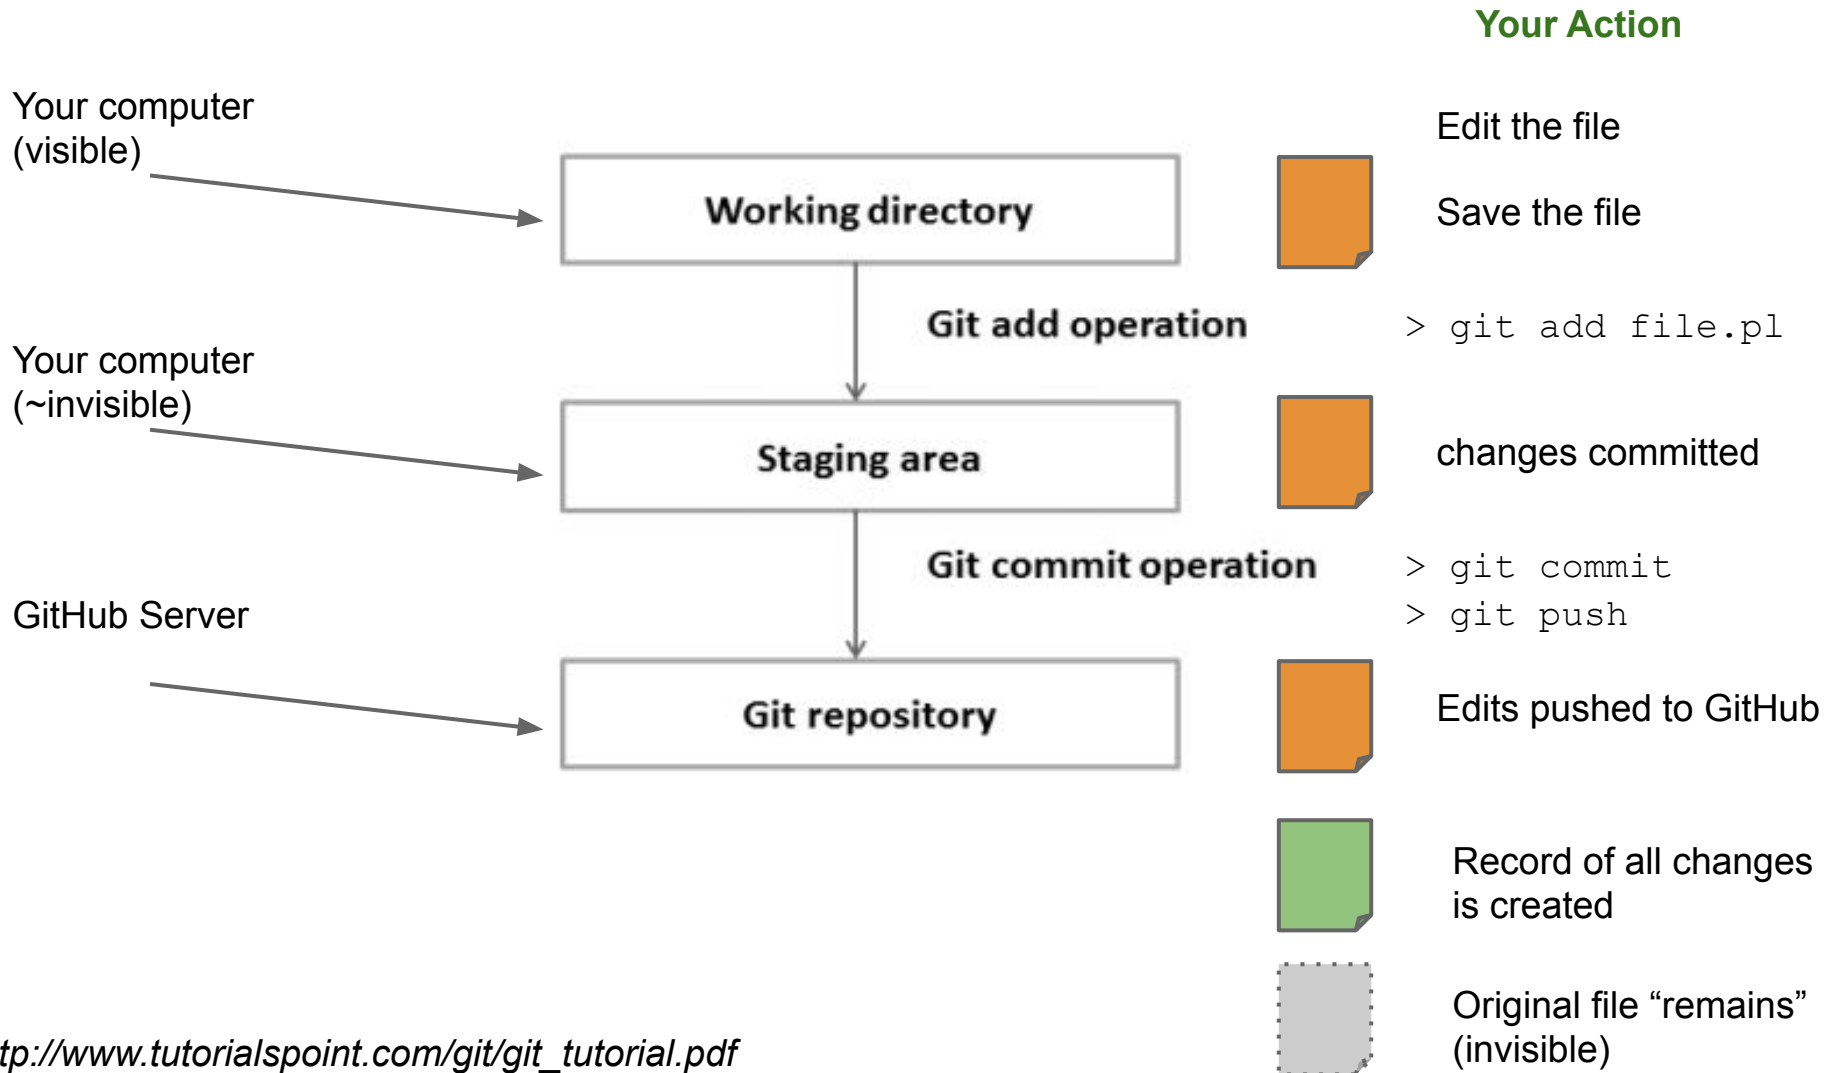 Your Action
Your computer
(visible)
Edit the file
Working directory
Save the file
Git add operation
> git add file.pl
Your computer
(~invisible)
Staging area
changes committed
Git commit operation
> git commit
> git push
GitHub Server
Git repository
Edits pushed to GitHub
Record of all changes
is created
Original file “remains”
(invisible)
tp://www.tutorialspoint.com/git/git_tutorial.pdf